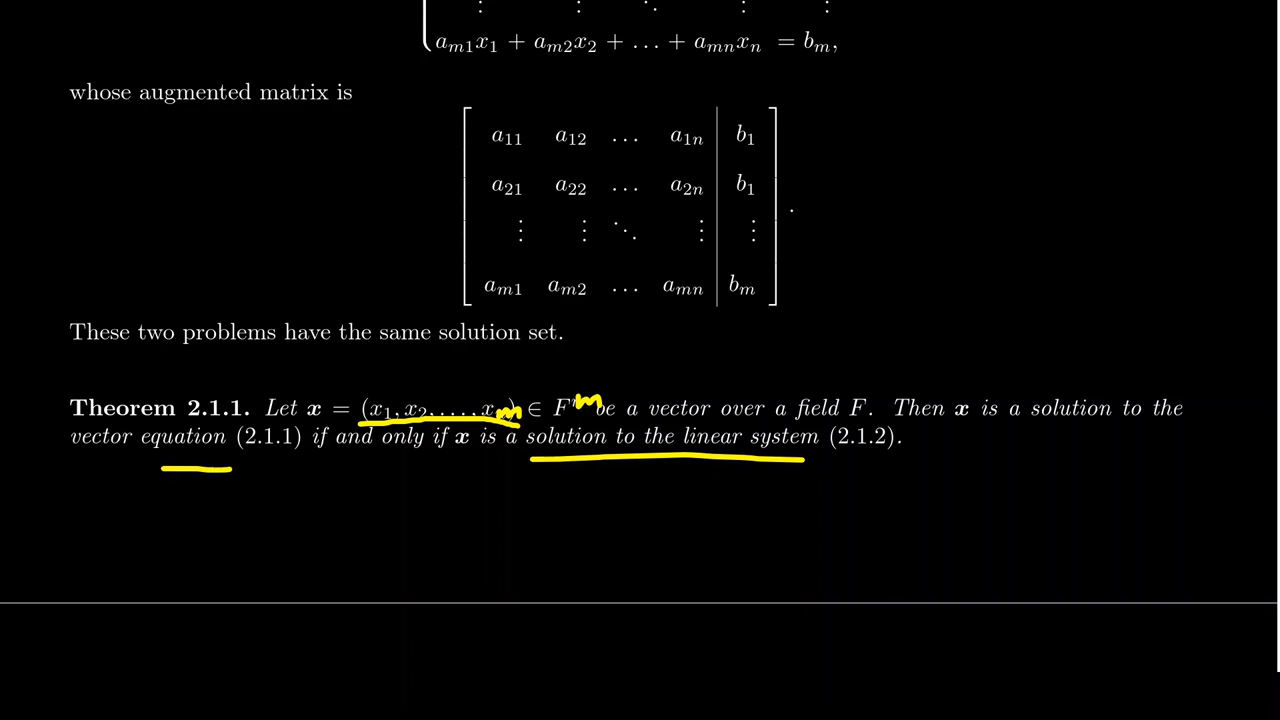 ⋮ ⋮ ⋱ ⋮ ⋮
a_{m1}x_1 + a_{m2}x_2 + … + a_{mn}x_n = b_m,
whose augmented matrix is
a_{11} a_{12} … a_{1n} | b_1
a_{21} a_{22} … a_{2n} | b_1
⋮ ⋮ ⋱ ⋮ | ⋮
a_{m1} a_{m2} … a_{mn} | b_m .
These two problems have the same solution set.
Theorem 2.1.1. Let x = (x_1, x_2, …, x_m) ∈ F^m be a vector over a field F. Then x is a solution to the
vector equation (2.1.1) if and only if x is a solution to the linear system (2.1.2).